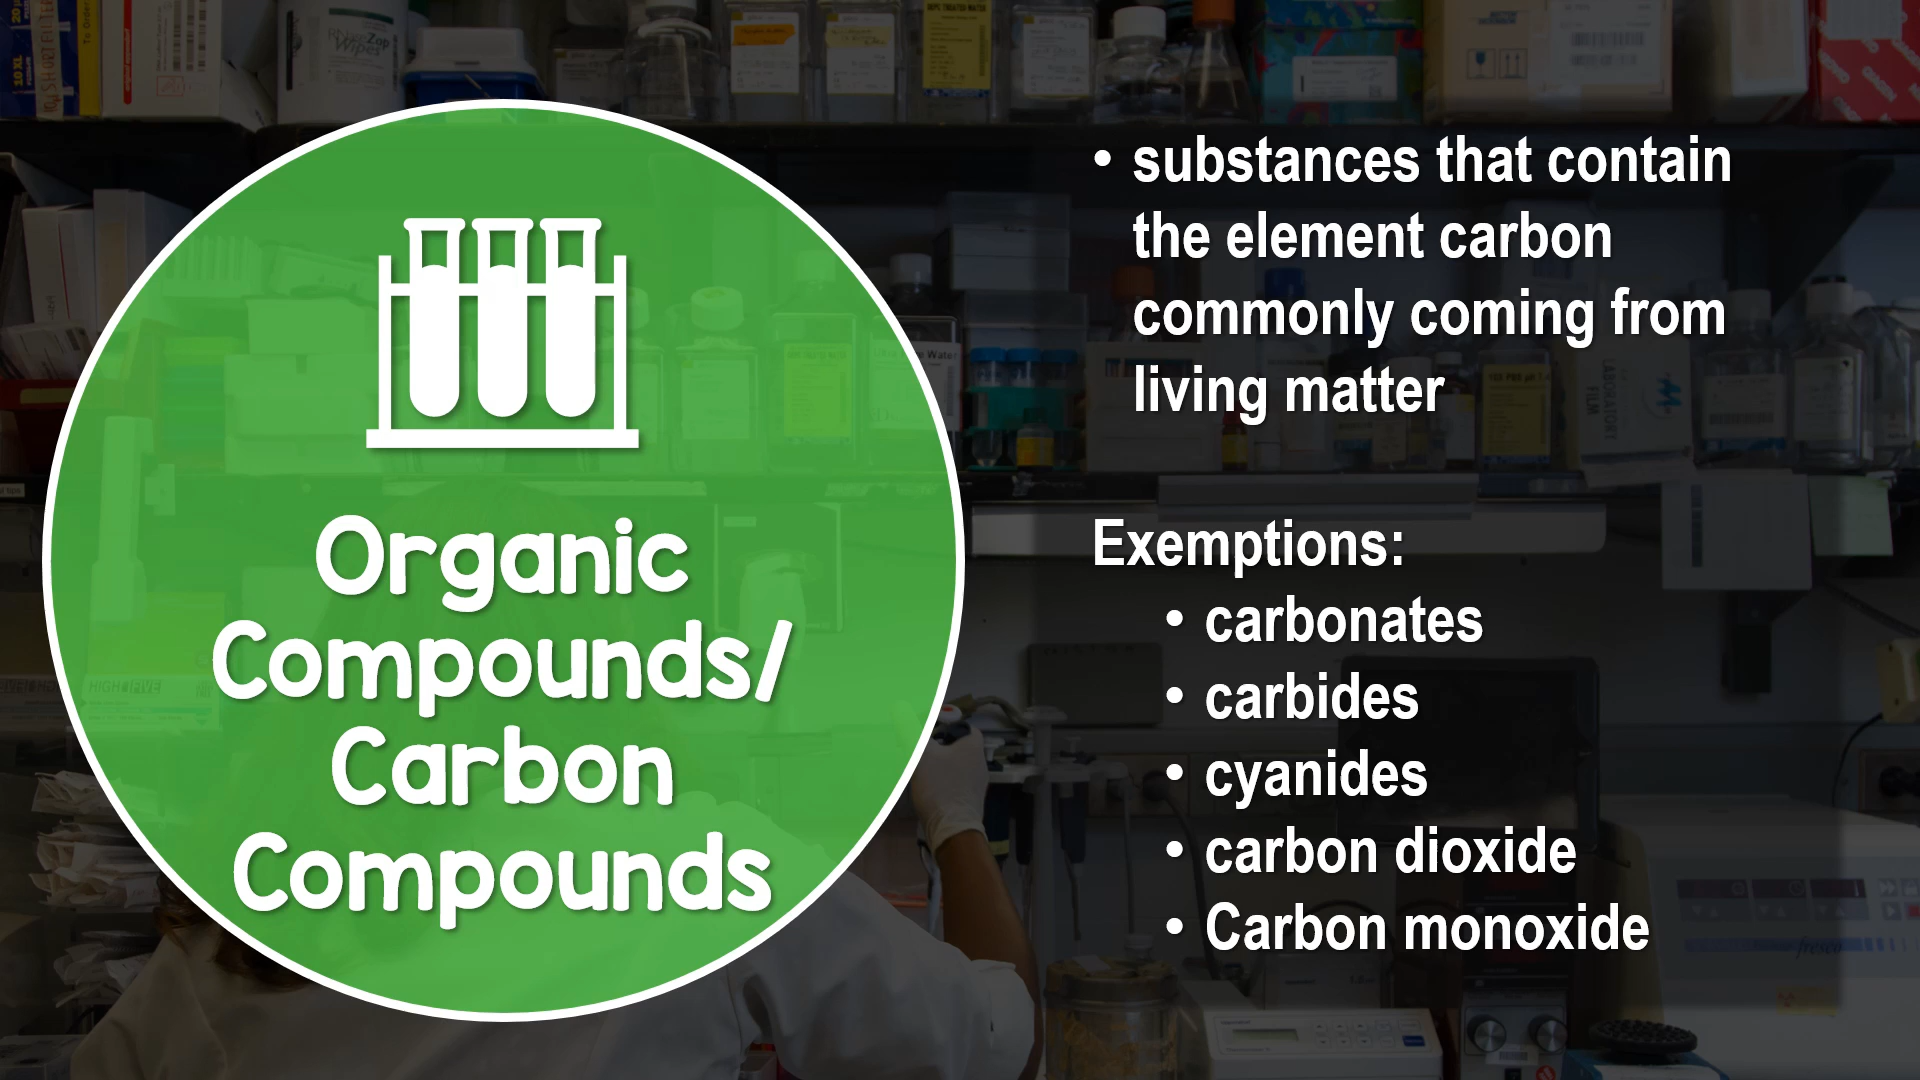 Organic
Compounds/
Carbon
Compounds
• substances that contain
the element carbon
commonly coming from
living matter
Exemptions:
• carbonates
• carbides
• cyanides
• carbon dioxide
• Carbon monoxide